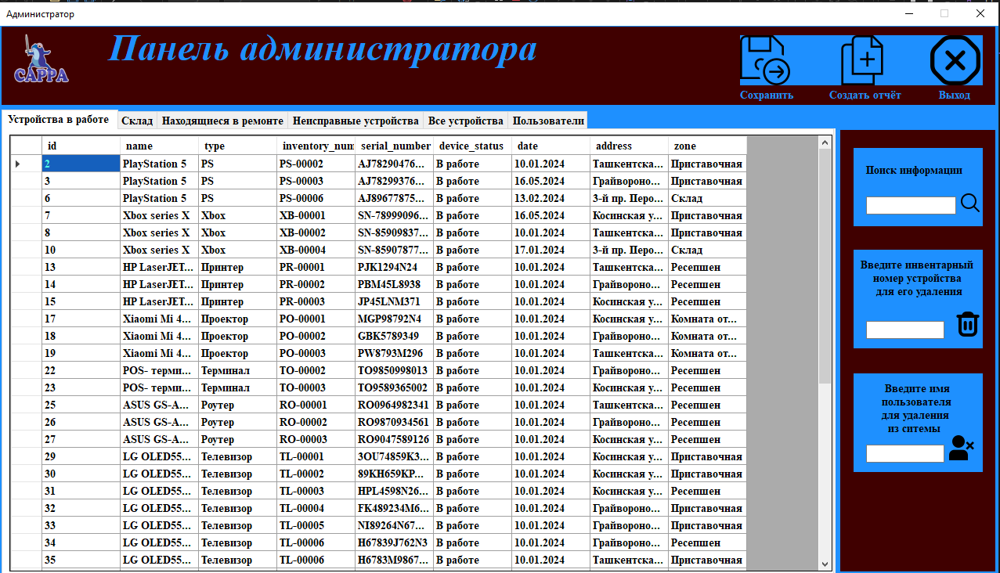 Администратор
CAPPA
Панель администратора
Сохранить Создать отчёт Выход
Устройства в работе Склад Находящиеся в ремонте Неисправные устройства Все устройства Пользователи
id name type inventory_num serial_number device_status date address zone
2 PlayStation 5 PS PS-00002 AJ78290476... В работе 10.01.2024 Ташкентска... Приставочная
3 PlayStation 5 PS PS-00003 AJ78299376... В работе 16.05.2024 Грайвороно... Приставочная
6 PlayStation 5 PS PS-00006 AJ89677875... В работе 13.02.2024 3-й пр. Перо... Склад
7 Xbox series X Xbox XB-00001 SN-78999096... В работе 16.05.2024 Косинская у... Приставочная
8 Xbox series X Xbox XB-00002 SN-85909837... В работе 10.01.2024 Ташкентска... Приставочная
10 Xbox series X Xbox XB-00004 SN-85907877... В работе 17.01.2024 3-й пр. Перо... Склад
13 HP LaserJET... Принтер PR-00001 PJK1294N24 В работе 10.01.2024 Ташкентска... Ресепшен
14 HP LaserJET... Принтер PR-00002 PBM45L8938 В работе 10.01.2024 Грайвороно... Ресепшен
15 HP LaserJET... Принтер PR-00003 JP45LNM371 В работе 10.01.2024 Косинская у... Ресепшен
17 Xiaomi Mi 4... Проектор PO-00001 MGP98792N4 В работе 10.01.2024 Косинская у... Комната от...
18 Xiaomi Mi 4... Проектор PO-00002 GBK5789349 В работе 10.01.2024 Грайвороно... Комната от...
19 Xiaomi Mi 4... Проектор PO-00003 PW8793M296 В работе 10.01.2024 Ташкентска... Комната от...
22 POS- терми... Терминал TO-00002 TO9850998013 В работе 10.01.2024 Грайвороно... Ресепшен
23 POS- терми... Терминал TO-00003 TO9589365002 В работе 10.01.2024 Косинская у... Ресепшен
25 ASUS GS-A... Роутер RO-00001 RO0964982341 В работе 10.01.2024 Ташкентска... Ресепшен
26 ASUS GS-A... Роутер RO-00002 RO9870934561 В работе 10.01.2024 Грайвороно... Ресепшен
27 ASUS GS-A... Роутер RO-00003 RO9047589126 В работе 10.01.2024 Косинская у... Ресепшен
29 LG OLED55... Телевизор TL-00001 3OU74859K3... В работе 10.01.2024 Косинская у... Приставочная
30 LG OLED55... Телевизор TL-00002 89KH659KP... В работе 10.01.2024 Косинская у... Приставочная
31 LG OLED55... Телевизор TL-00003 HPL4598N26... В работе 10.01.2024 Косинская у... Ресепшен
32 LG OLED55... Телевизор TL-00004 FK489234M6... В работе 10.01.2024 Грайвороно... Приставочная
33 LG OLED55... Телевизор TL-00005 NI89264N67... В работе 10.01.2024 Грайвороно... Приставочная
34 LG OLED55... Телевизор TL-00006 H67839J762N3 В работе 10.01.2024 Грайвороно... Ресепшен
35 LG OLED55... Телевизор TL-00006 H6783M9867... В работе 10.01.2024 Ташкентска... Приставочная
Поиск информации
Введите инвентарный
номер устройства
для его удаления
Введите имя
пользователя
для удаления
из ситемы